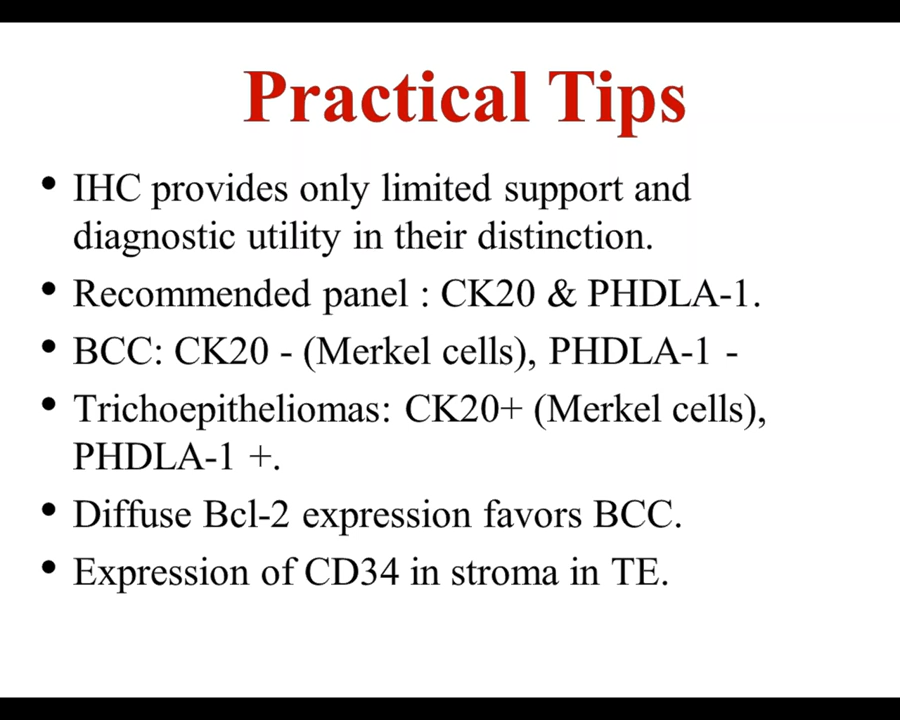 Practical Tips
• IHC provides only limited support and
diagnostic utility in their distinction.
• Recommended panel : CK20 & PHDLA-1.
• BCC: CK20 - (Merkel cells), PHDLA-1 -
• Trichoepitheliomas: CK20+ (Merkel cells),
PHDLA-1 +.
• Diffuse Bcl-2 expression favors BCC.
• Expression of CD34 in stroma in TE.